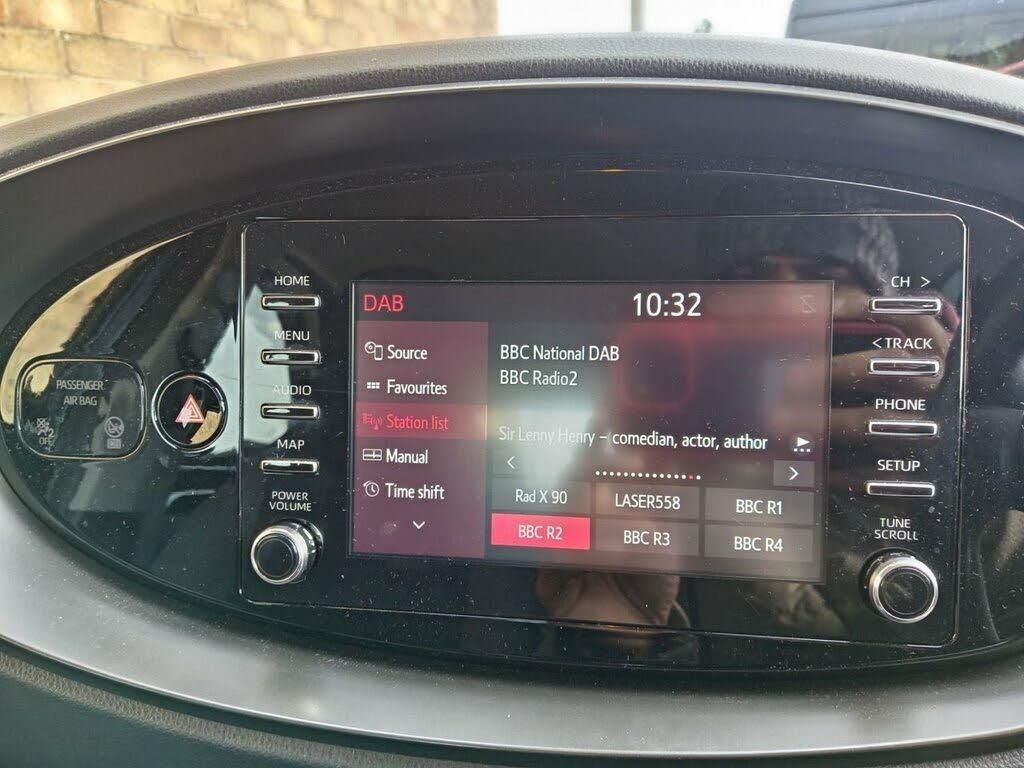 HOME
MENU
AUDIO
MAP
POWER
VOLUME
PASSENGER
AIR BAG
OFF
DAB
10:32
Source
Favourites
Station list
Manual
Time shift
BBC National DAB
BBC Radio2
Sir Lenny Henry – comedian, actor, author
<
>
Rad X 90
LASER558
BBC R1
BBC R2
BBC R3
BBC R4
< CH >
< TRACK
PHONE
SETUP
TUNE
SCROLL